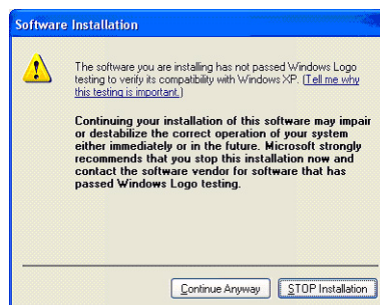 Software Installation
The software you are installing has not passed Windows Logo
testing to verify its compatibility with Windows XP. (Tell me why
this testing is important.)
Continuing your installation of this software may impair
or destabilize the correct operation of your system
either immediately or in the future. Microsoft strongly
recommends that you stop this installation now and
contact the software vendor for software that has
passed Windows Logo testing.
Continue Anyway
STOP Installation